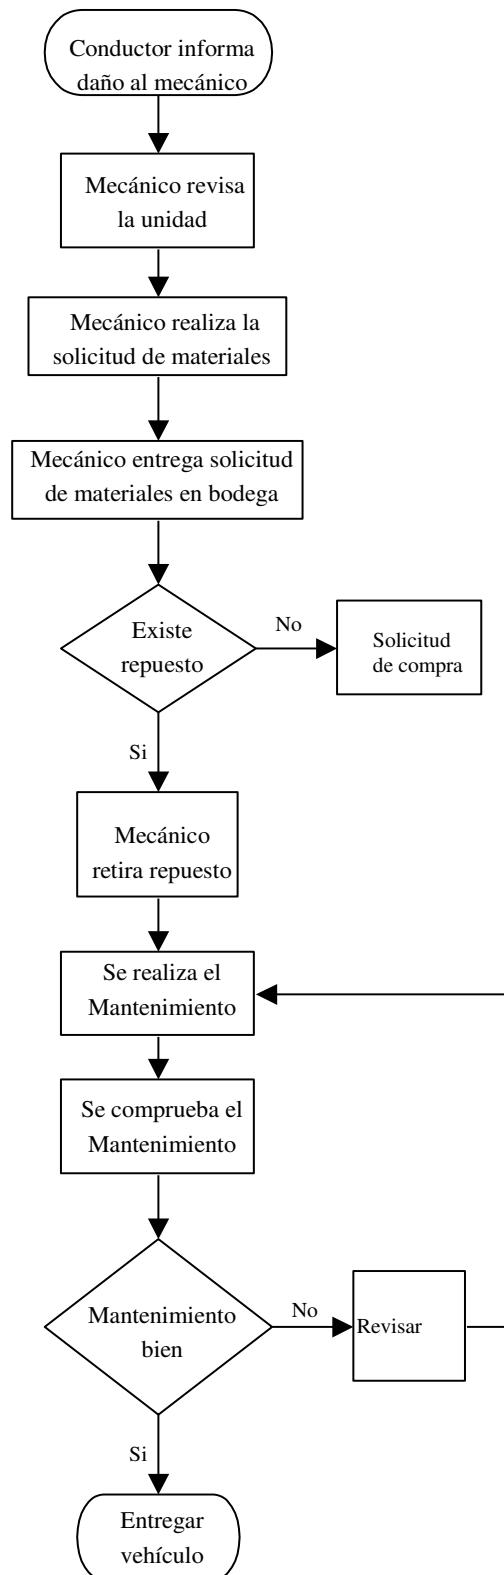 Conductor informa
daño al mecánico
Mecánico revisa
la unidad
Mecánico realiza la
solicitud de materiales
Mecánico entrega solicitud
de materiales en bodega
Existe
repuesto
No
Solicitud
de compra
Si
Mecánico
retira repuesto
Se realiza el
Mantenimiento
Se comprueba el
Mantenimiento
Mantenimiento
bien
No
Revisar
Si
Entregar
vehículo